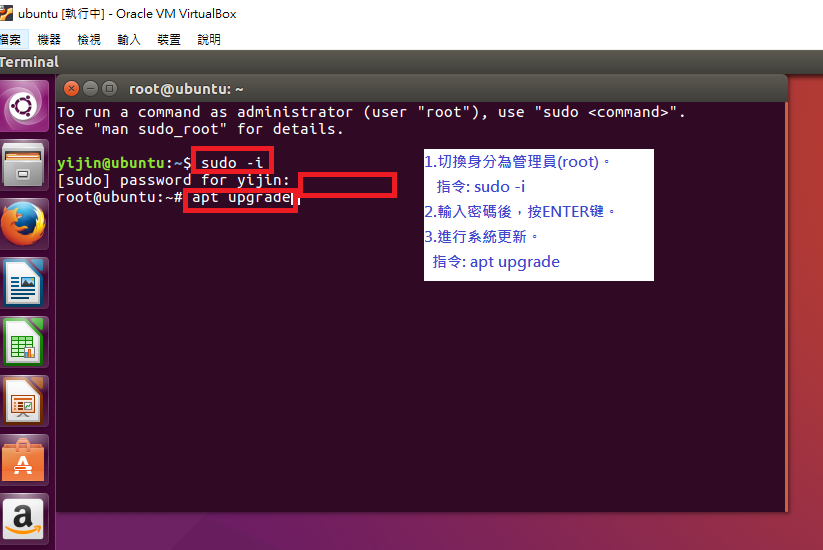 ubuntu [執行中] - Oracle VM VirtualBox
檔案 機器 檢視 輸入 裝置 說明
Terminal
root@ubuntu: ~
To run a command as administrator (user "root"), use "sudo <command>".
See "man sudo_root" for details.
yijin@ubuntu:~$ sudo -i
[sudo] password for yijin:
root@ubuntu:~# apt upgrade
1.切換身分為管理員(root)。
指令: sudo -i
2.輸入密碼後，按ENTER键。
3.進行系統更新。
指令: apt upgrade